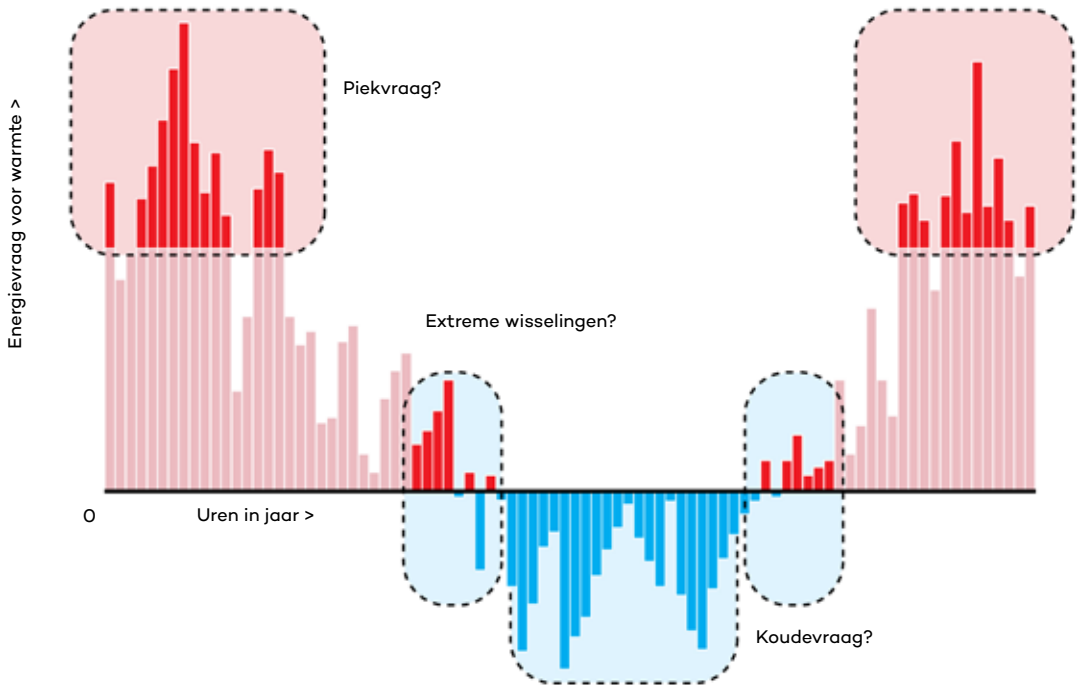 Piekvraag?
Energievraag voor warmte >
Extreme wisselingen?
0
Uren in jaar >
Koudevraag?